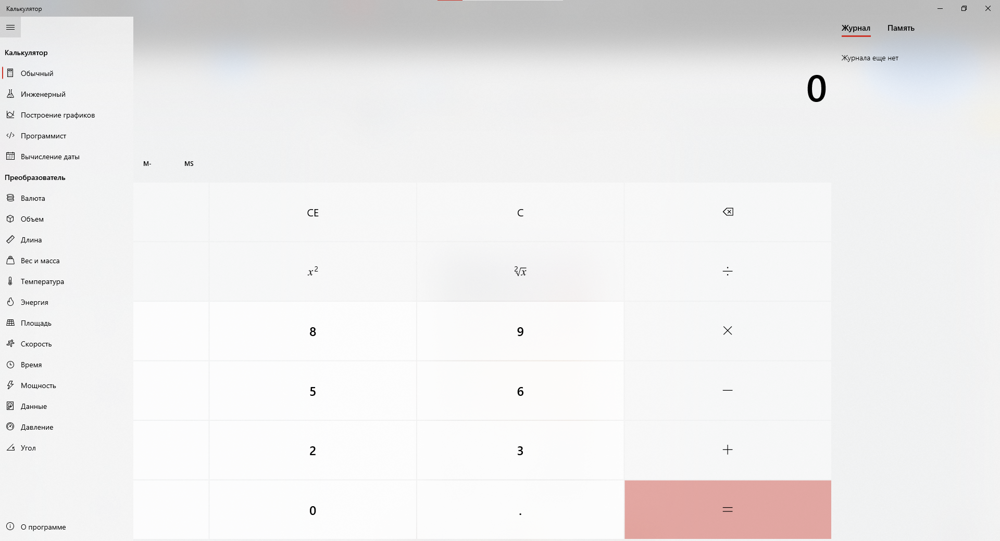 Калькулятор
Журнал
Память
Калькулятор
Журнала еще нет
Обычный
0
Инженерный
Построение графиков
Программист
Вычисление даты
M-
MS
Преобразователь
Валюта
CE
C
Объем
Длина
Вес и масса
x²
²√x
÷
Температура
Энергия
Площадь
8
9
×
Скорость
Время
Мощность
5
6
−
Данные
Давление
Угол
2
3
+
0
.
=
О программе